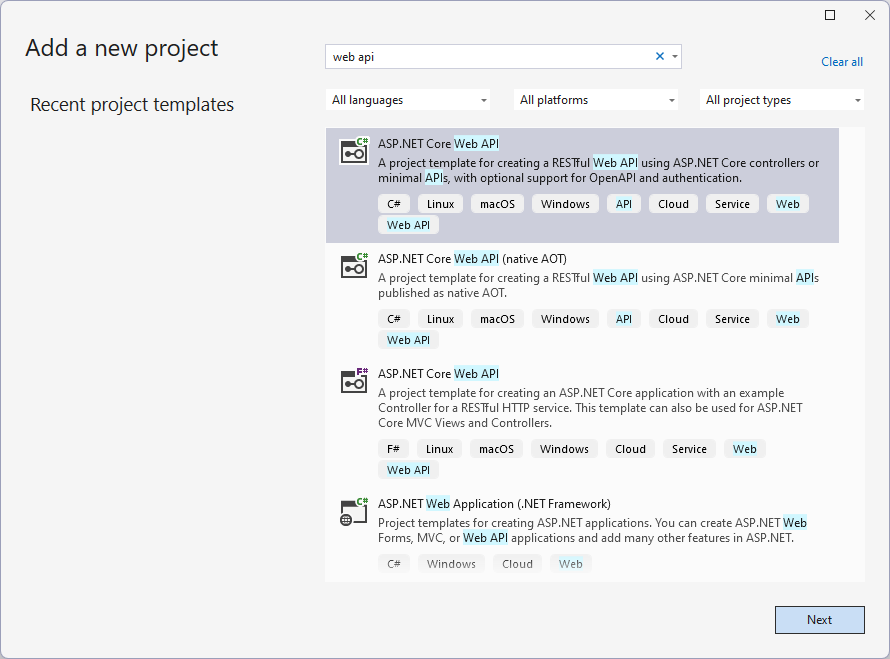 Add a new project
Recent project templates
web api
Clear all
All languages
All platforms
All project types
C#
ASP.NET Core Web API
A project template for creating a RESTful Web API using ASP.NET Core controllers or
minimal APIs, with optional support for OpenAPI and authentication.
C# Linux macOS Windows API Cloud Service Web
Web API
C#
ASP.NET Core Web API (native AOT)
A project template for creating a RESTful Web API using ASP.NET Core minimal APIs
published as native AOT.
C# Linux macOS Windows API Cloud Service Web
Web API
F#
ASP.NET Core Web API
A project template for creating an ASP.NET Core application with an example
Controller for a RESTful HTTP service. This template can also be used for ASP.NET
Core MVC Views and Controllers.
F# Linux macOS Windows Cloud Service Web
Web API
C#
ASP.NET Web Application (.NET Framework)
Project templates for creating ASP.NET applications. You can create ASP.NET Web
Forms, MVC, or Web API applications and add many other features in ASP.NET.
C# Windows Cloud Web
Next